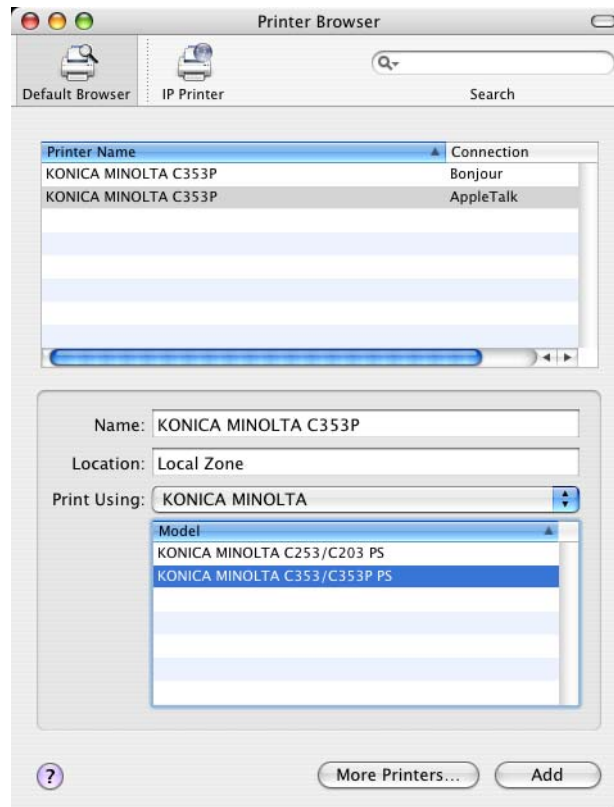 Printer Browser
Default Browser
IP Printer
Search
Printer Name
Connection
KONICA MINOLTA C353P
Bonjour
KONICA MINOLTA C353P
AppleTalk
Name: KONICA MINOLTA C353P
Location: Local Zone
Print Using: KONICA MINOLTA
Model
KONICA MINOLTA C253/C203 PS
KONICA MINOLTA C353/C353P PS
?
More Printers...
Add